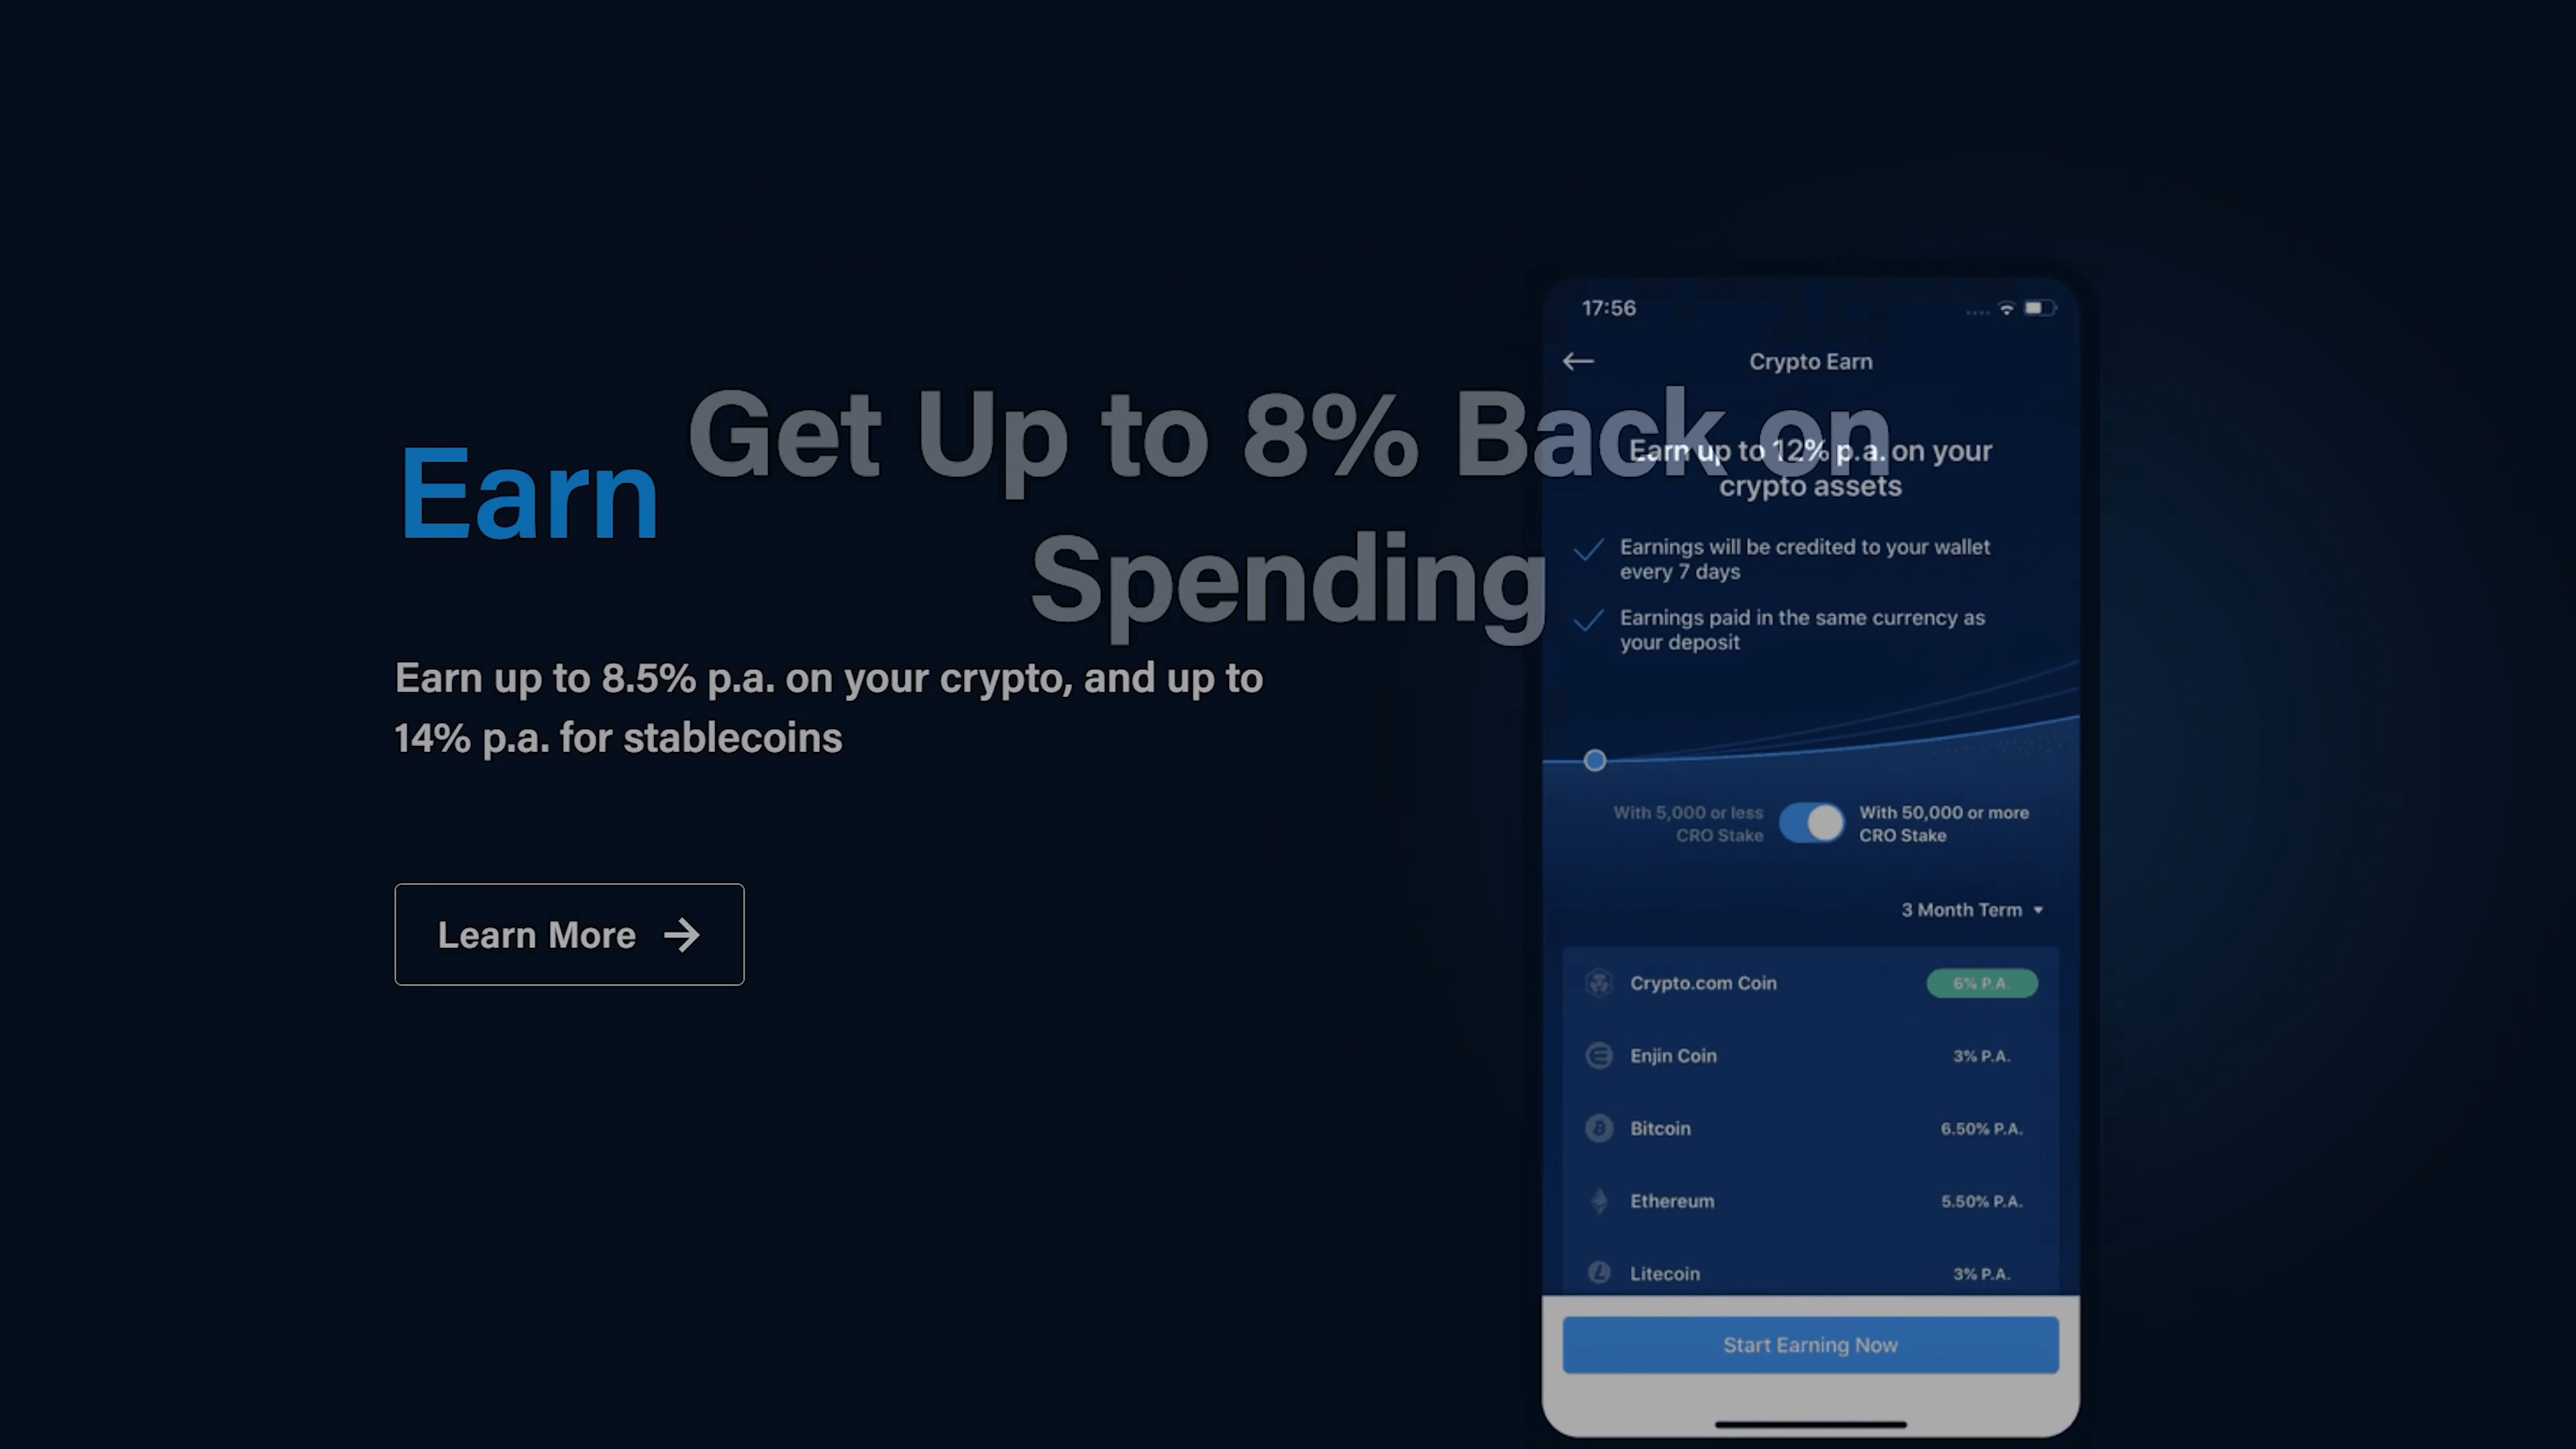 Get Up to 8% Back on
Spending
Earn
Earn up to 8.5% p.a. on your crypto, and up to
14% p.a. for stablecoins
Learn More
17:56
Crypto Earn
Earn up to 12% p.a. on your
crypto assets
Earnings will be credited to your wallet
every 7 days
Earnings paid in the same currency as
your deposit
With 5,000 or less
CRO Stake
With 50,000 or more
CRO Stake
3 Month Term
Crypto.com Coin 6% P.A.
Enjin Coin 3% P.A.
Bitcoin 6.50% P.A.
Ethereum 5.50% P.A.
Litecoin 3% P.A.
Start Earning Now